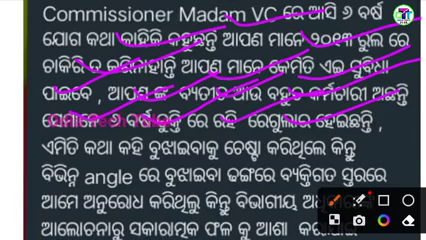 Commissioner Madam VC ରେ ଆସି ୬ ବର୍ଷ
ଯୋଗ କଥା କାହିଁକି କହୁଛନ୍ତି ଆପଣ ମାନେ ୨୦୧୩ ରୁଲ ରେ
ଚାକିରି ତ କରିନାହାନ୍ତି ଆପଣ ମାନେ କେମିତି ଏଇ ସୁବିଧା
ପାଇବେ , ଆପଣ ଙ୍କ ବ୍ୟତୀତ ଆଉ ବହୁତ କର୍ମଚାରୀ ଅଛନ୍ତି
ସେମାନେ ୬ ବର୍ଷ ଚୁକ୍ତି ରେ ରହି ରେଗୁଲାର ହୋଇଛନ୍ତି ,
ଏମିତି କଥା କହି ବୁଝାଇବାକୁ ଚେଷ୍ଟା କରିଥିଲେ କିନ୍ତୁ
ବିଭିନ୍ନ angle ରେ ବୁଝାଇବା ଢଙ୍ଗରେ ବ୍ୟକ୍ତିଗତ ସ୍ତରରେ
ଆମେ ଅନୁରୋଧ କରିଥିଲୁ କିନ୍ତୁ ବିଭାଗୀୟ
ଆଲୋଚନାରୁ ସକାରାତ୍ମକ ଫଳ କୁ ଆଶା